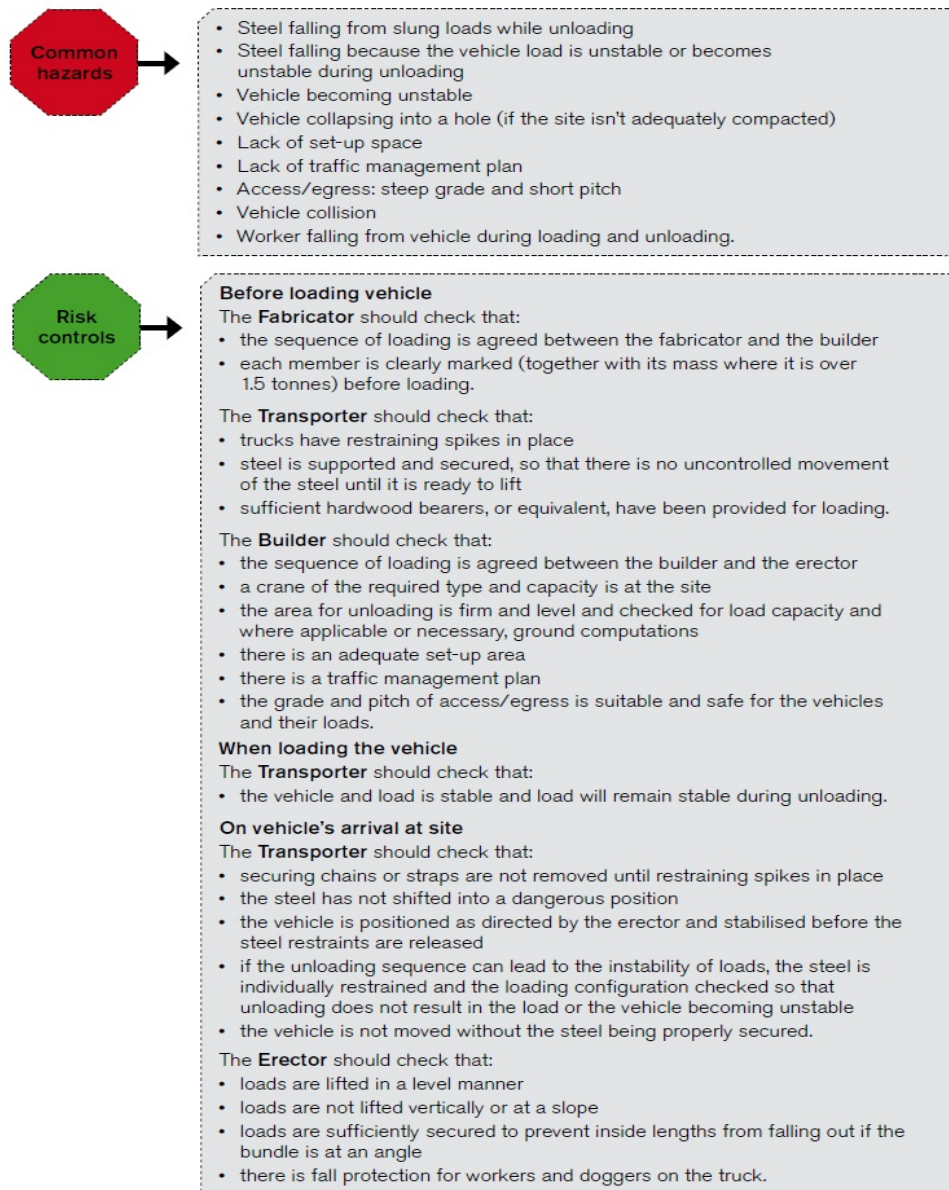 Common
hazards
• Steel falling from slung loads while unloading
• Steel falling because the vehicle load is unstable or becomes
unstable during unloading
• Vehicle becoming unstable
• Vehicle collapsing into a hole (if the site isn't adequately compacted)
• Lack of set-up space
• Lack of traffic management plan
• Access/egress: steep grade and short pitch
• Vehicle collision
• Worker falling from vehicle during loading and unloading.
Risk
controls
Before loading vehicle
The Fabricator should check that:
• the sequence of loading is agreed between the fabricator and the builder
• each member is clearly marked (together with its mass where it is over
1.5 tonnes) before loading.
The Transporter should check that:
• trucks have restraining spikes in place
• steel is supported and secured, so that there is no uncontrolled movement
of the steel until it is ready to lift
• sufficient hardwood bearers, or equivalent, have been provided for loading.
The Builder should check that:
• the sequence of loading is agreed between the builder and the erector
• a crane of the required type and capacity is at the site
• the area for unloading is firm and level and checked for load capacity and
where applicable or necessary, ground computations
• there is an adequate set-up area
• there is a traffic management plan
• the grade and pitch of access/egress is suitable and safe for the vehicles
and their loads.
When loading the vehicle
The Transporter should check that:
• the vehicle and load is stable and load will remain stable during unloading.
On vehicle's arrival at site
The Transporter should check that:
• securing chains or straps are not removed until restraining spikes in place
• the steel has not shifted into a dangerous position
• the vehicle is positioned as directed by the erector and stabilised before the
steel restraints are released
• if the unloading sequence can lead to the instability of loads, the steel is
individually restrained and the loading configuration checked so that
unloading does not result in the load or the vehicle becoming unstable
• the vehicle is not moved without the steel being properly secured.
The Erector should check that:
• loads are lifted in a level manner
• loads are not lifted vertically or at a slope
• loads are sufficiently secured to prevent inside lengths from falling out if the
bundle is at an angle
• there is fall protection for workers and doggers on the truck.